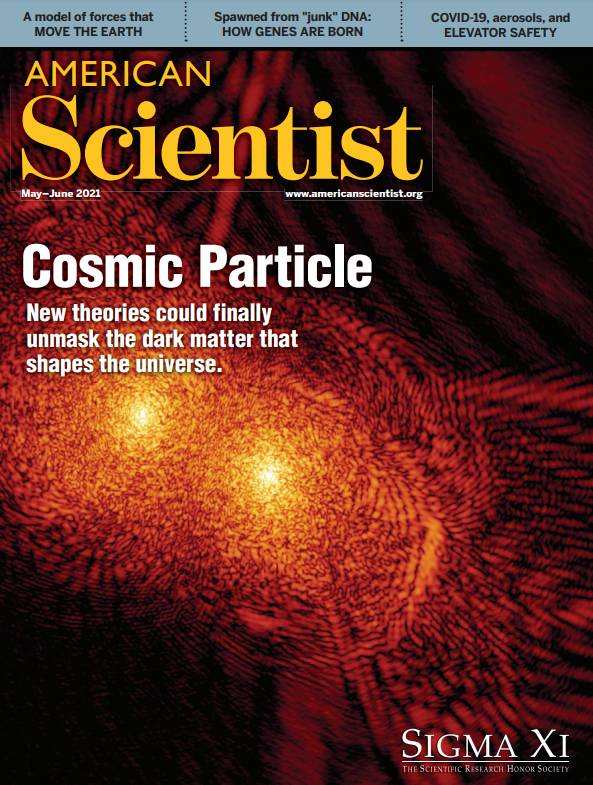 A model of forces that
MOVE THE EARTH
Spawned from "junk" DNA:
HOW GENES ARE BORN
COVID-19, aerosols, and
ELEVATOR SAFETY
AMERICAN
Scientist
May–June 2021
www.americanscientist.org
Cosmic Particle
New theories could finally
unmask the dark matter that
shapes the universe.
SIGMA XI
THE SCIENTIFIC RESEARCH HONOR SOCIETY